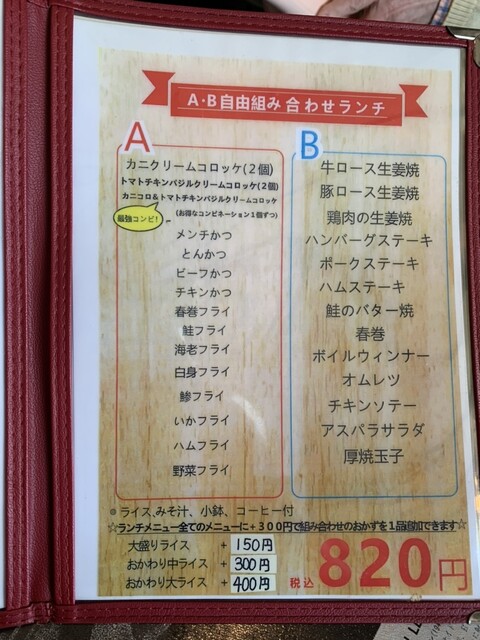 A・B自由組み合わせランチ
A
カニクリームコロッケ(2個)
トマトチキンバジルクリームコロッケ(2個)
カニコロ&トマトチキンバジルクリームコロッケ
最強コンビ!
(お得なコンビネーション1個ずつ)
メンチかつ
とんかつ
ビーフかつ
チキンかつ
春巻フライ
鮭フライ
海老フライ
白身フライ
鯵フライ
いかフライ
ハムフライ
野菜フライ
B
牛ロース生姜焼
豚ロース生姜焼
鶏肉の生姜焼
ハンバーグステーキ
ポークステーキ
ハムステーキ
鮭のバター焼
春巻
ボイルウィンナー
オムレツ
チキンソテー
アスパラサラダ
厚焼玉子
※ライス、みそ汁、小鉢、コーヒー付
☆ランチメニュー全てのメニューに+300円で組み合わせのおかずを1品追加できます☆
大盛りライス + 150円
おかわり中ライス + 300円
おかわり大ライス + 400円
税込 820円